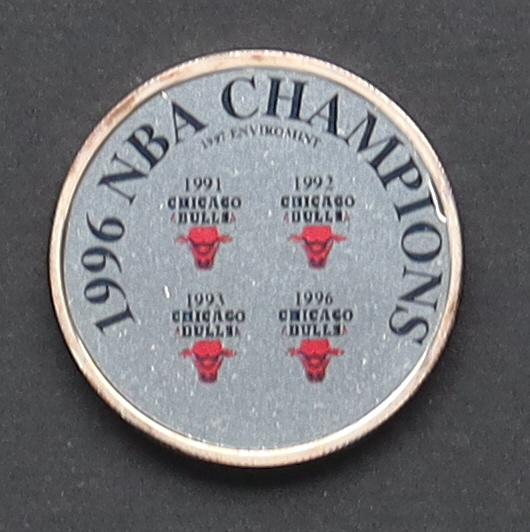 1996 NBA CHAMPIONS
1997 ENVIROMINT
1991
CHICAGO
BULLS
1992
CHICAGO
BULLS
1993
CHICAGO
BULLS
1996
CHICAGO
BULLS